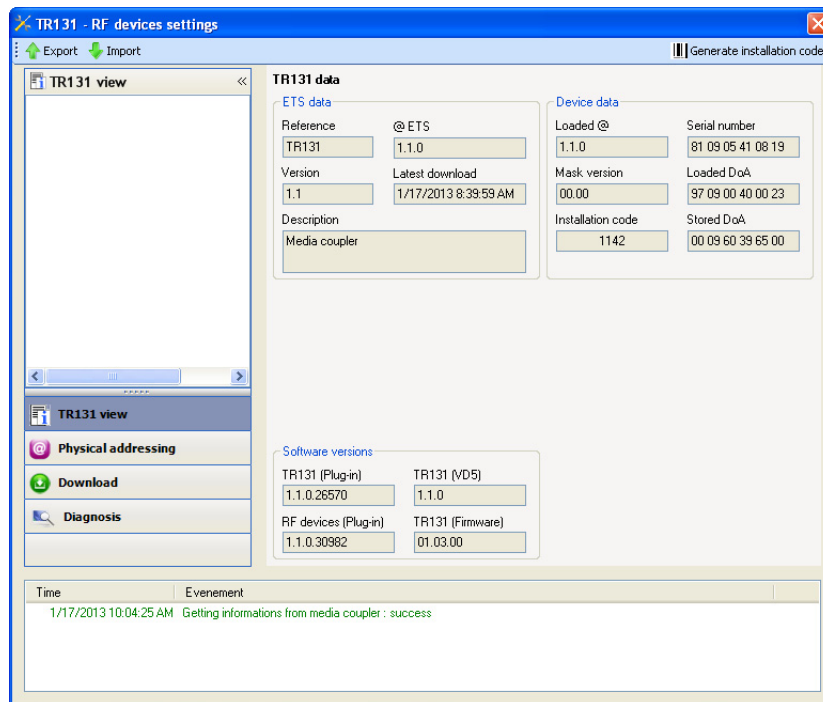 TR131 - RF devices settings
Export Import Generate installation code
TR131 view «
TR131 data
ETS data
Reference @ ETS
TR131 1.1.0
Version Latest download
1.1 1/17/2013 8:39:59 AM
Description
Media coupler
Device data
Loaded @ Serial number
1.1.0 81 09 05 41 08 19
Mask version Loaded DoA
00.00 97 09 00 40 00 23
Installation code Stored DoA
1142 00 09 60 39 65 00
TR131 view
Physical addressing
Download
Diagnosis
Software versions
TR131 (Plug-in) TR131 (VD5)
1.1.0.26570 1.1.0
RF devices (Plug-in) TR131 (Firmware)
1.1.0.30982 01.03.00
Time Evenement
1/17/2013 10:04:25 AM Getting informations from media coupler : success